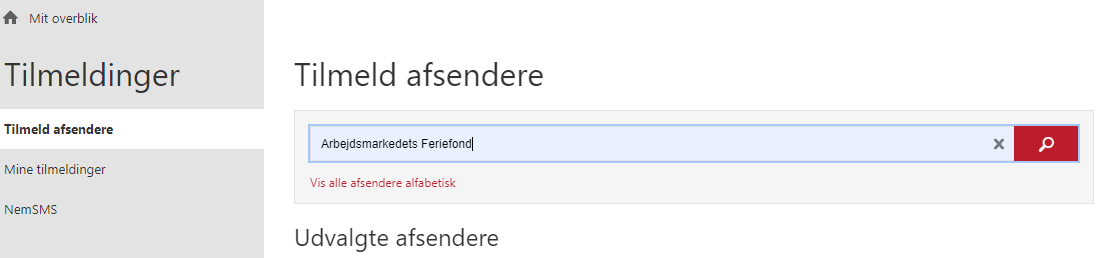 Mit overblik
Tilmeldinger
Tilmeld afsendere
Mine tilmeldinger
NemSMS
Tilmeld afsendere
Arbejdsmarkedets Feriefond
Vis alle afsendere alfabetisk
Udvalgte afsendere